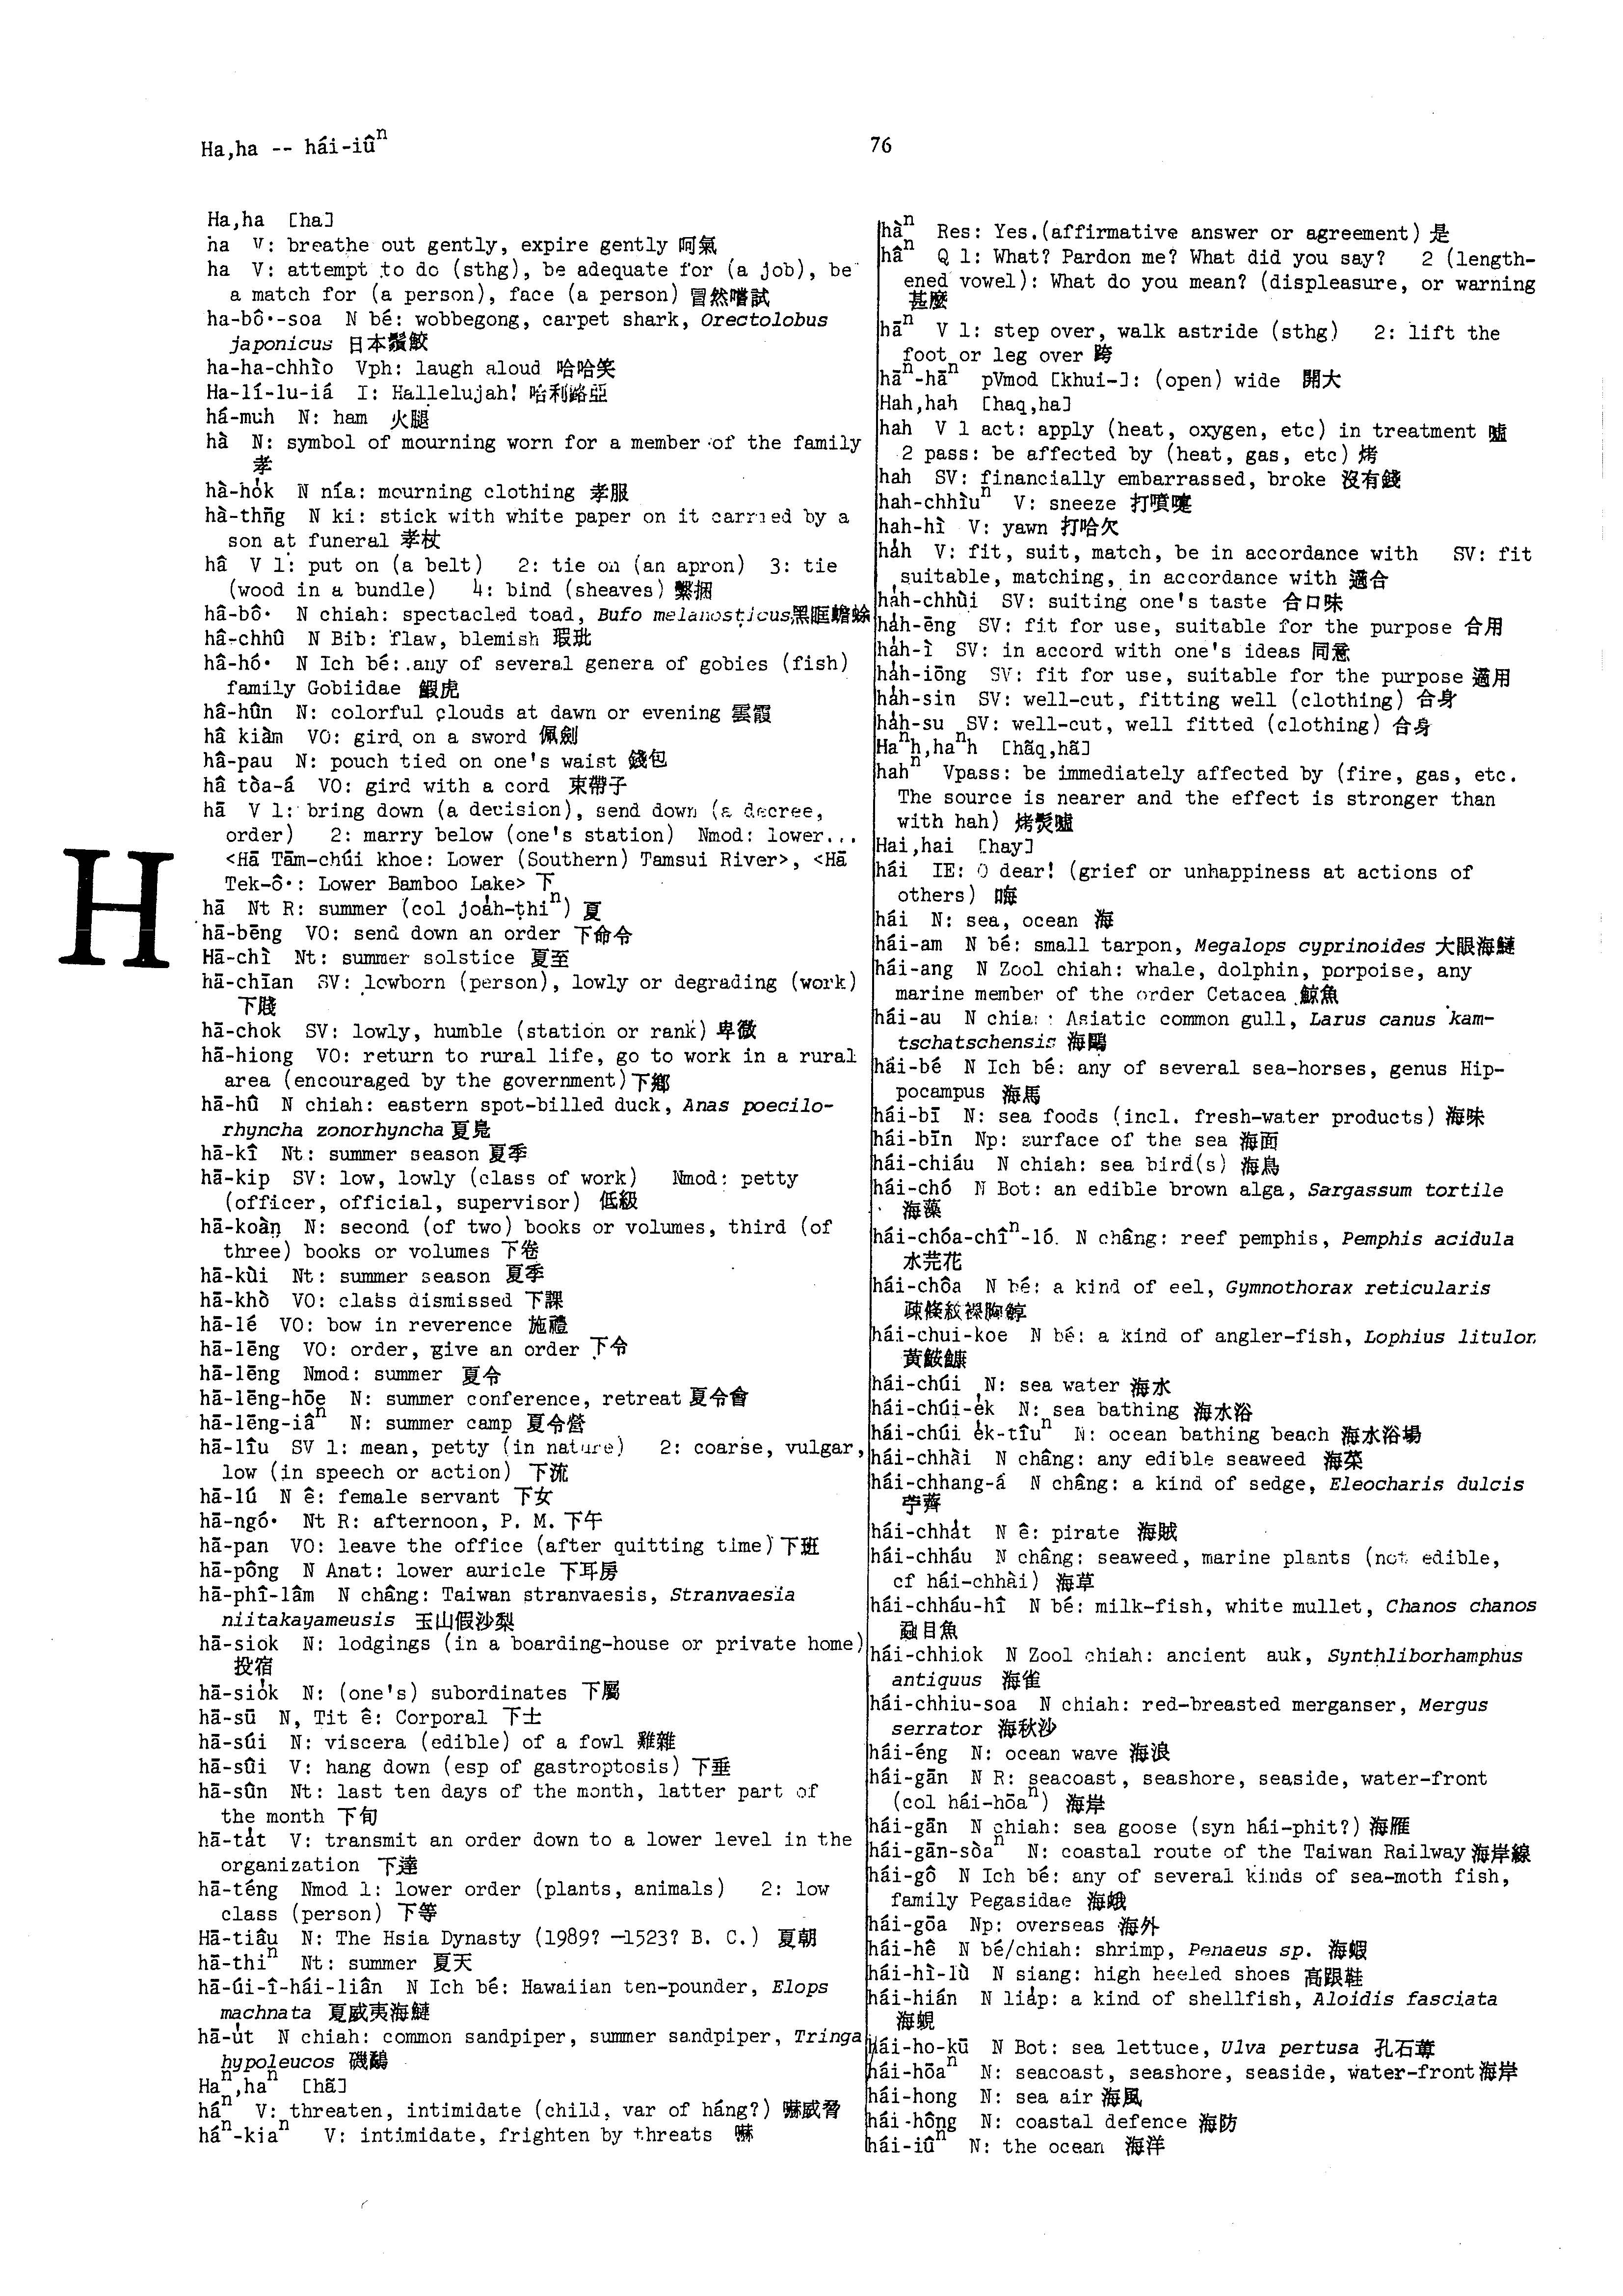 Ha,ha -- hái-iûⁿ
76
Ha,ha [ha]
ha V: breathe out gently, expire gently 呵氣
ha V: attempt to do (sthg), be adequate for (a job), be
a match for (a person), face (a person) 冒然嚐試
ha-bô·-soa N bé: wobbegong, carpet shark, Orectolobus
japonicus 日本鬚鮫
ha-ha-chhìo Vph: laugh aloud 哈哈笑
Ha-lí-lu-iá I: Hallelujah! 哈利路亞
há-muh N: ham 火腿
hà N: symbol of mourning worn for a member of the family
孝
hà-ho̍k N nía: mourning clothing 孝服
hà-thn̄g N ki: stick with white paper on it carried by a
son at funeral 孝杖
hâ V 1: put on (a belt) 2: tie on (an apron) 3: tie
(wood in a bundle) 4: bind (sheaves) 繫捆
hâ-bô· N chiah: spectacled toad, Bufo melanosticus 黑眶蟾蜍
hâ-chhû N Bib: flaw, blemish 瑕玼
hâ-hó· N Ich bé: any of several genera of gobies (fish)
family Gobiidae 鰕虎
hâ-hûn N: colorful clouds at dawn or evening 雲霞
hâ kiàm VO: gird on a sword 佩劍
hâ-pau N: pouch tied on one's waist 錢包
hâ tòa-á VO: gird with a cord 束帶子
hā V 1: bring down (a decision), send down (a decree,
order) 2: marry below (one's station) Nmod: lower...
<Hā Tām-chúi khoe: Lower (Southern) Tamsui River>, <Hā
Tek-ô·: Lower Bamboo Lake> 下
H
hā Nt R: summer (col joa̍h-thiⁿ) 夏
hā-bēng VO: send down an order 下命令
Hā-chì Nt: summer solstice 夏至
hā-chīan SV: lowborn (person), lowly or degrading (work)
下賤
hā-chok SV: lowly, humble (station or rank) 卑微
hā-hiong VO: return to rural life, go to work in a rural
area (encouraged by the government) 下鄉
hā-hû N chiah: eastern spot-billed duck, Anas poecilo-
rhyncha zonorhyncha 夏鳧
hā-kî Nt: summer season 夏季
hā-kip SV: low, lowly (class of work) Nmod: petty
(officer, official, supervisor) 低級
hā-koàn N: second (of two) books or volumes, third (of
three) books or volumes 下卷
hā-kùi Nt: summer season 夏季
hā-khò VO: class dismissed 下課
hā-lé VO: bow in reverence 施禮
hā-lēng VO: order, give an order 下令
hā-lēng Nmod: summer 夏令
hā-lēng-hōe N: summer conference, retreat 夏令會
hā-lēng-iâⁿ N: summer camp 夏令營
hā-lîu SV 1: mean, petty (in nature) 2: coarse, vulgar,
low (in speech or action) 下流
hā-lú N ê: female servant 下女
hā-ngó· Nt R: afternoon, P. M. 下午
hā-pan VO: leave the office (after quitting time) 下班
hā-pông N Anat: lower auricle 下耳房
hā-phî-lâm N châng: Taiwan stranvaesis, Stranvaesia
niitakayameusis 玉山假沙梨
hā-siok N: lodgings (in a boarding-house or private home)
投宿
hā-sio̍k N: (one's) subordinates 下屬
hā-sū N, Tit ê: Corporal 下士
hā-súi N: viscera (edible) of a fowl 雞雜
hā-sûi V: hang down (esp of gastroptosis) 下垂
hā-sûn Nt: last ten days of the month, latter part of
the month 下旬
hā-ta̍t V: transmit an order down to a lower level in the
organization 下達
hā-téng Nmod 1: lower order (plants, animals) 2: low
class (person) 下等
Hā-tiâu N: The Hsia Dynasty (1989? —1523? B. C.) 夏朝
hā-thiⁿ Nt: summer 夏天
hā-úi-î-hái-liân N Ich bé: Hawaiian ten-pounder, Elops
machnata 夏威夷海鰱
hā-u̍t N chiah: common sandpiper, summer sandpiper, Tringa
hypoleucos 磯鷸
Haⁿ,haⁿ [hã]
háⁿ V: threaten, intimidate (child, var of háng?) 嚇威脅
háⁿ-kiaⁿ V: intimidate, frighten by threats 嚇
hàⁿ Res: Yes.(affirmative answer or agreement) 是
hâⁿ Q 1: What? Pardon me? What did you say? 2 (length-
ened vowel): What do you mean? (displeasure, or warning
甚麼
hāⁿ V 1: step over, walk astride (sthg) 2: lift the
foot or leg over 跨
hāⁿ-hāⁿ pVmod [khui-]: (open) wide 開大
Hah,hah [haq,ha]
hah V 1 act: apply (heat, oxygen, etc) in treatment 噓
2 pass: be affected by (heat, gas, etc) 烤
hah SV: financially embarrassed, broke 沒有錢
hah-chhìuⁿ V: sneeze 打噴嚏
hah-hì V: yawn 打哈欠
ha̍h V: fit, suit, match, be in accordance with SV: fit
suitable, matching, in accordance with 適合
ha̍h-chhùi SV: suiting one's taste 合口味
ha̍h-ēng SV: fit for use, suitable for the purpose 合用
ha̍h-ì SV: in accord with one's ideas 同意
ha̍h-iōng SV: fit for use, suitable for the purpose 適用
ha̍h-sin SV: well-cut, fitting well (clothing) 合身
ha̍h-su SV: well-cut, well fitted (clothing) 合身
Haⁿh,haⁿh [hãq,hã]
hahⁿ Vpass: be immediately affected by (fire, gas, etc.
The source is nearer and the effect is stronger than
with hah) 烤熨噓
Hai,hai [hay]
hái IE: O dear! (grief or unhappiness at actions of
others) 嗨
hái N: sea, ocean 海
hái-am N bé: small tarpon, Megalops cyprinoides 大眼海鰱
hái-ang N Zool chiah: whale, dolphin, porpoise, any
marine member of the order Cetacea 鯨魚
hái-au N chiah: Asiatic common gull, Larus canus kam-
tschatschensis 海鷗
hái-bé N Ich bé: any of several sea-horses, genus Hip-
pocampus 海馬
hái-bī N: sea foods (incl. fresh-water products) 海味
hái-bīn Np: surface of the sea 海面
hái-chiáu N chiah: sea bird(s) 海鳥
hái-chó N Bot: an edible brown alga, Sargassum tortile
海藻
hái-chóa-chîⁿ-ló. N châng: reef pemphis, Pemphis acidula
水芫花
hái-chôa N bé: a kind of eel, Gymnothorax reticularis
疎條紋裸胸鯙
hái-chui-koe N bé: a kind of angler-fish, Lophius litulon
黃鮟鱇
hái-chúi N: sea water 海水
hái-chúi-e̍k N: sea bathing 海水浴
hái-chúi e̍k-tîuⁿ N: ocean bathing beach 海水浴場
hái-chhài N châng: any edible seaweed 海菜
hái-chhang-á N châng: a kind of sedge, Eleocharis dulcis
荸薺
hái-chha̍t N ê: pirate 海賊
hái-chháu N châng: seaweed, marine plants (not edible,
cf hái-chhài) 海草
hái-chháu-hî N bé: milk-fish, white mullet, Chanos chanos
虱目魚
hái-chhiok N Zool chiah: ancient auk, Synthliborhamphus
antiquus 海雀
hái-chhiu-soa N chiah: red-breasted merganser, Mergus
serrator 海秋沙
hái-éng N: ocean wave 海浪
hái-gān N R: seacoast, seashore, seaside, water-front
(col hái-hōaⁿ) 海岸
hái-gān N chiah: sea goose (syn hái-phit?) 海雁
hái-gān-sòaⁿ N: coastal route of the Taiwan Railway 海岸線
hái-gô N Ich bé: any of several kinds of sea-moth fish,
family Pegasidae 海蛾
hái-gōa Np: overseas 海外
hái-hê N bé/chiah: shrimp, Penaeus sp. 海蝦
hái-hì-lù N siang: high heeled shoes 高跟鞋
hái-hián N lia̍p: a kind of shellfish, Aloidis fasciata
海蜆
hái-ho-kū N Bot: sea lettuce, Ulva pertusa 孔石蓴
hái-hōaⁿ N: seacoast, seashore, seaside, water-front 海岸
hái-hong N: sea air 海風
hái-hông N: coastal defence 海防
hái-iûⁿ N: the ocean 海洋